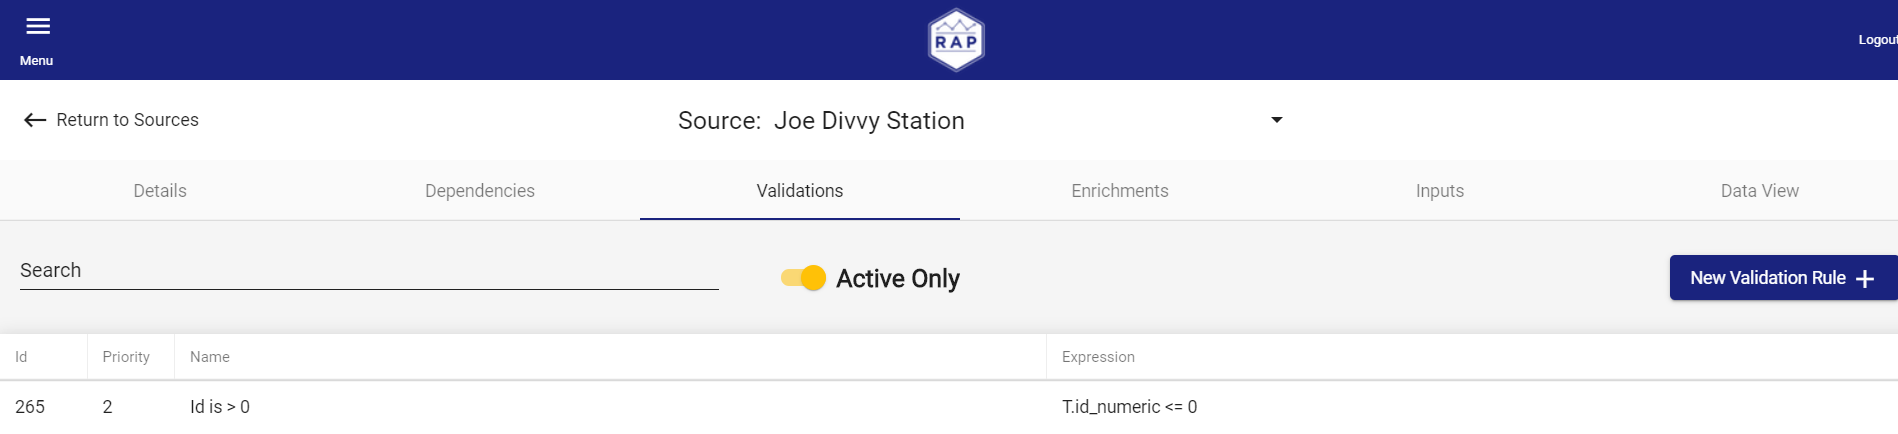 Menu
RAP
Logout
Return to Sources
Source: Joe Divvy Station
Details Dependencies Validations Enrichments Inputs Data View
Search
Active Only
New Validation Rule
Id Priority Name Expression
265 2 Id is > 0 T.id_numeric <= 0